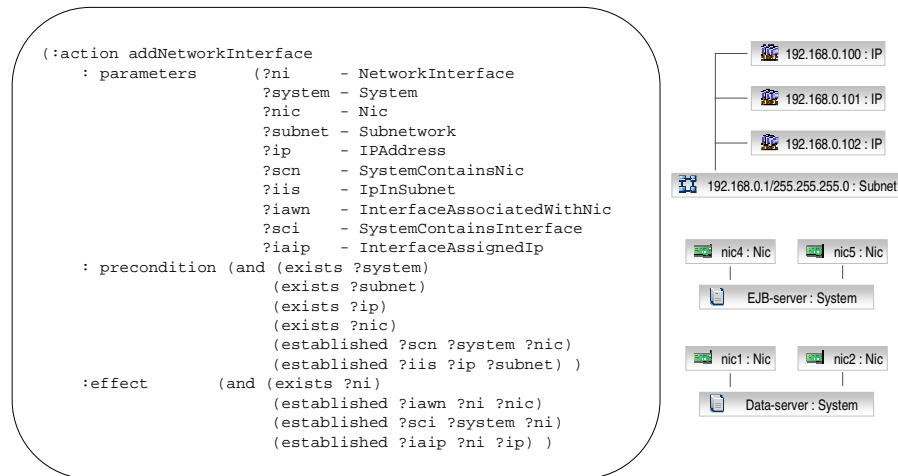 (:action addNetworkInterface
: parameters (?ni - NetworkInterface
?system - System
?nic - Nic
?subnet - Subnetwork
?ip - IPAddress
?scn - SystemContainsNic
?iis - IpInSubnet
?iawn - InterfaceAssociatedWithNic
?sci - SystemContainsInterface
?iaip - InterfaceAssignedIp)
: precondition (and (exists ?system)
(exists ?subnet)
(exists ?ip)
(exists ?nic)
(established ?scn ?system ?nic)
(established ?iis ?ip ?subnet) )
:effect (and (exists ?ni)
(established ?iawn ?ni ?nic)
(established ?sci ?system ?ni)
(established ?iaip ?ni ?ip) )
192.168.0.100 : IP
192.168.0.101 : IP
192.168.0.102 : IP
192.168.0.1/255.255.255.0 : Subnet
nic4 : Nic nic5 : Nic
EJB-server : System
nic1 : Nic nic2 : Nic
Data-server : System